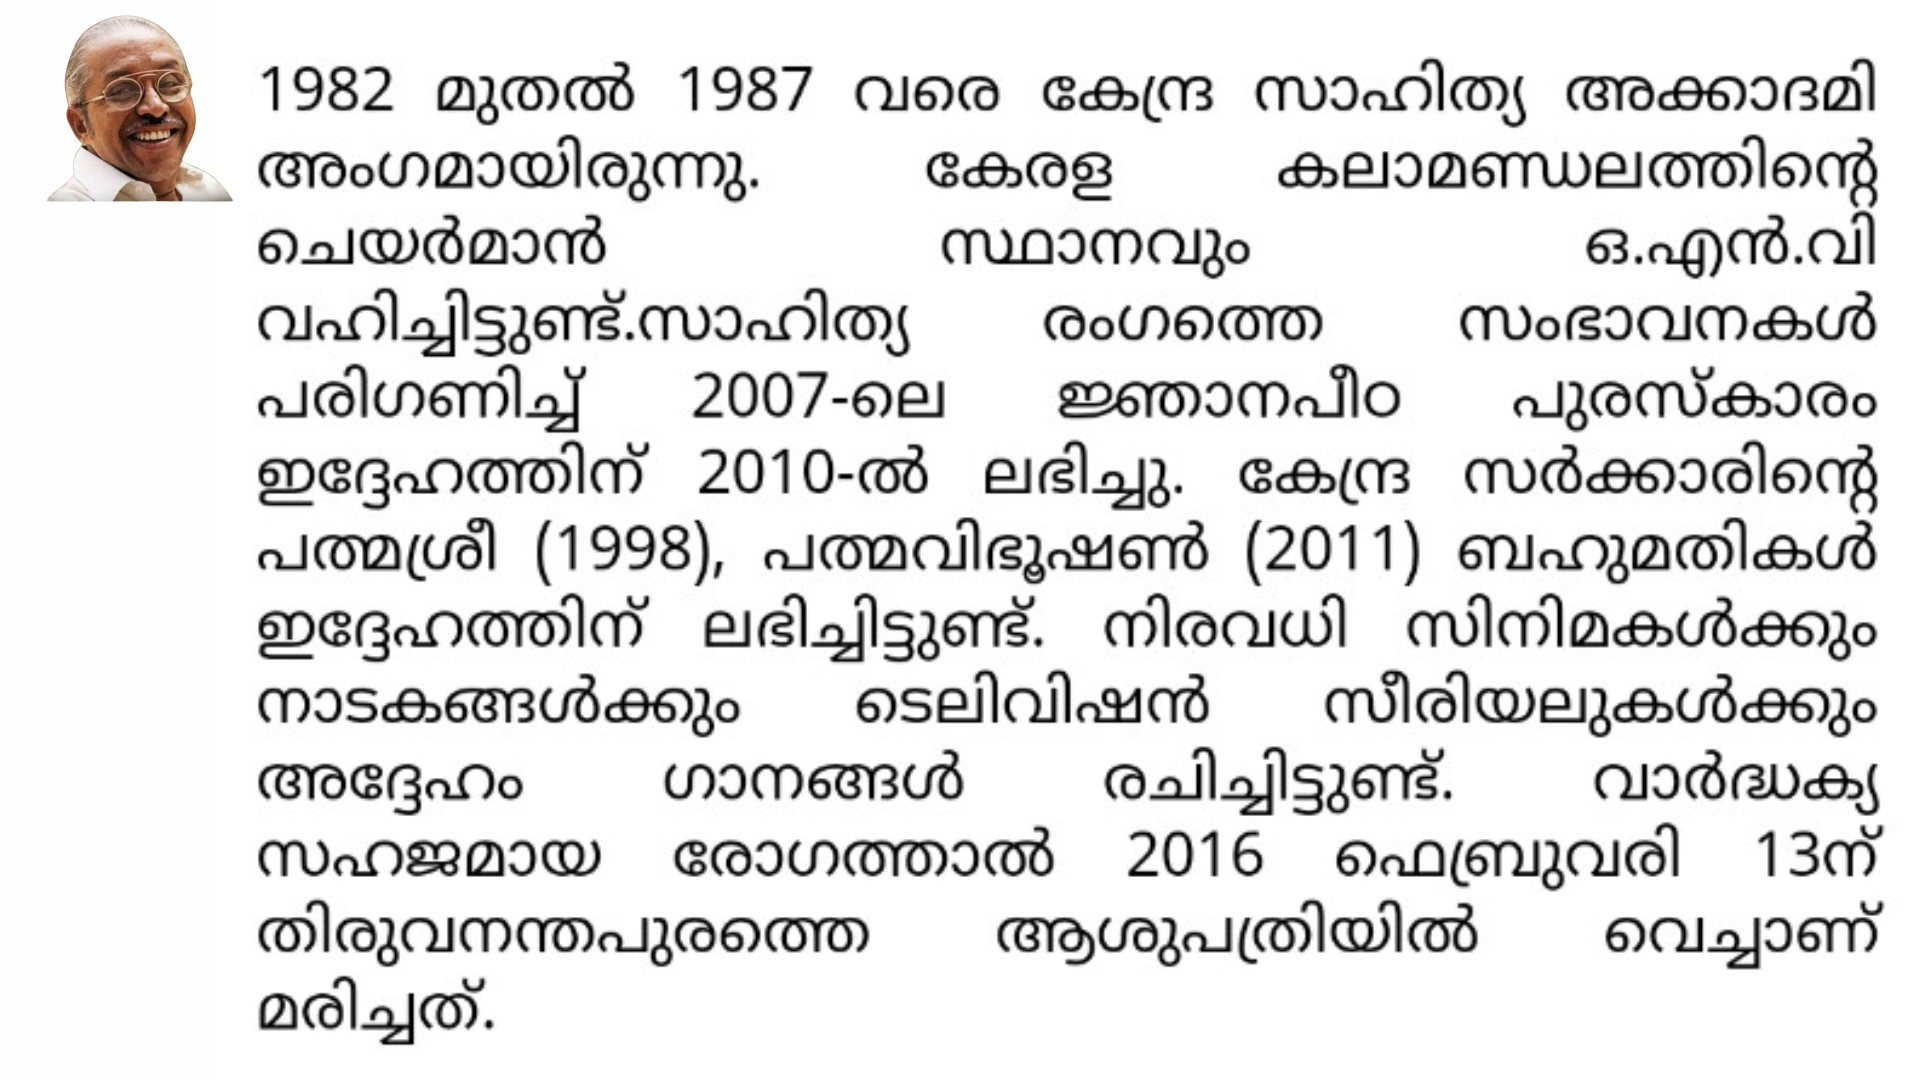 1982 മുതൽ 1987 വരെ കേന്ദ്ര സാഹിത്യ അക്കാദമി
അംഗമായിരുന്നു. കേരള കലാമണ്ഡലത്തിന്റെ
ചെയർമാൻ സ്ഥാനവും ഒ.എൻ.വി
വഹിച്ചിട്ടുണ്ട്.സാഹിത്യ രംഗത്തെ സംഭാവനകൾ
പരിഗണിച്ച് 2007-ലെ ജ്ഞാനപീഠ പുരസ്കാരം
ഇദ്ദേഹത്തിന് 2010-ൽ ലഭിച്ചു. കേന്ദ്ര സർക്കാരിന്റെ
പത്മശ്രീ (1998), പത്മവിഭൂഷൺ (2011) ബഹുമതികൾ
ഇദ്ദേഹത്തിന് ലഭിച്ചിട്ടുണ്ട്. നിരവധി സിനിമകൾക്കും
നാടകങ്ങൾക്കും ടെലിവിഷൻ സീരിയലുകൾക്കും
അദ്ദേഹം ഗാനങ്ങൾ രചിച്ചിട്ടുണ്ട്. വാർദ്ധക്യ
സഹജമായ രോഗത്താൽ 2016 ഫെബ്രുവരി 13ന്
തിരുവനന്തപുരത്തെ ആശുപത്രിയിൽ വെച്ചാണ്
മരിച്ചത്.